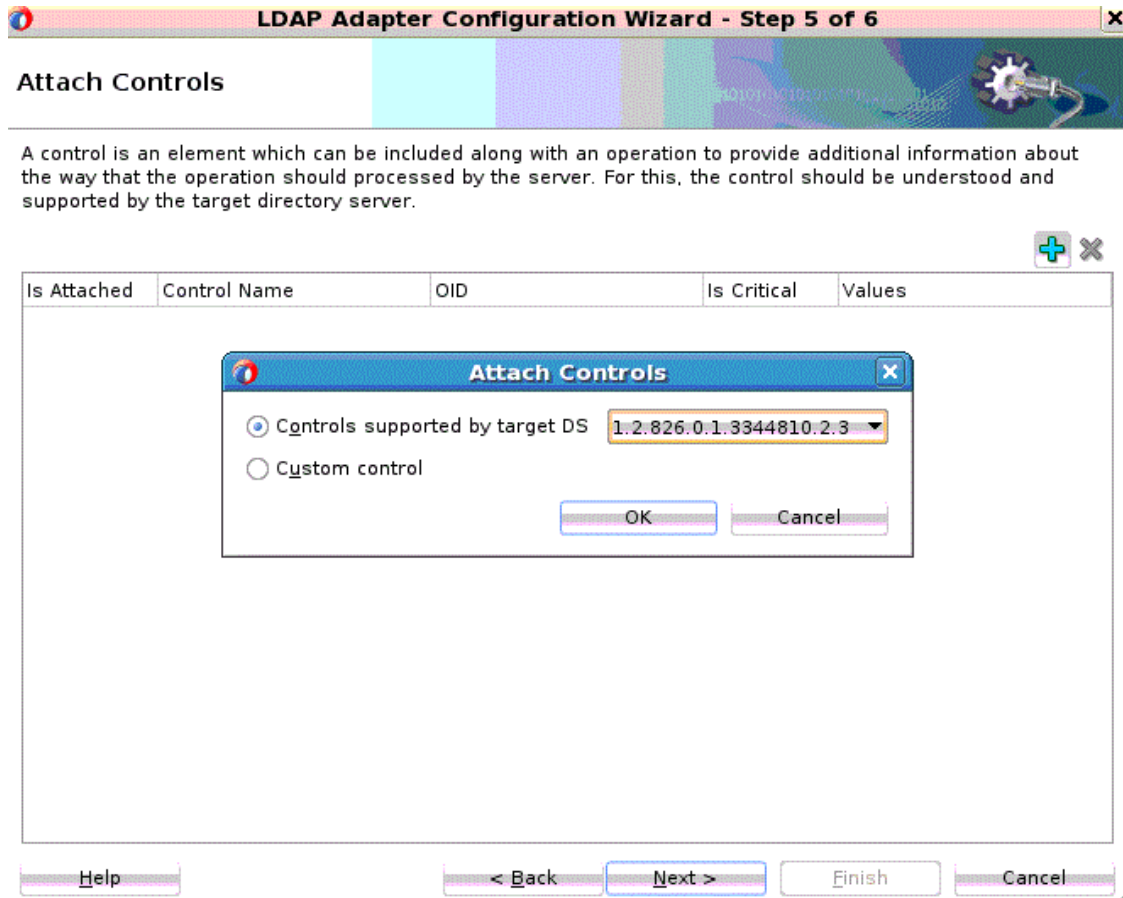 LDAP Adapter Configuration Wizard - Step 5 of 6
Attach Controls
A control is an element which can be included along with an operation to provide additional information about
the way that the operation should processed by the server. For this, the control should be understood and
supported by the target directory server.
Is Attached Control Name OID Is Critical Values
Attach Controls
Controls supported by target DS 1.2.826.0.1.3344810.2.3
Custom control
OK Cancel
Help < Back Next > Finish Cancel